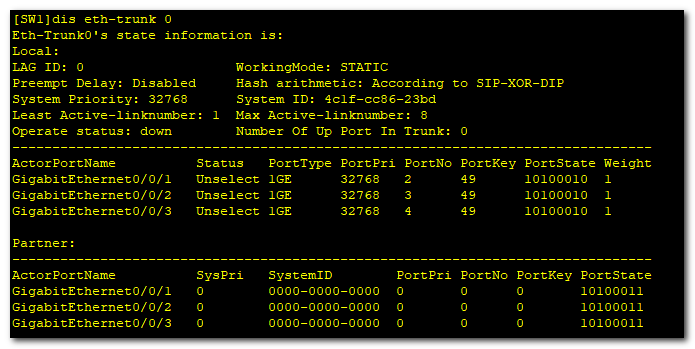 [SW1]dis eth-trunk 0
Eth-Trunk0's state information is:
Local:
LAG ID: 0 WorkingMode: STATIC
Preempt Delay: Disabled Hash arithmetic: According to SIP-XOR-DIP
System Priority: 32768 System ID: 4c1f-cc86-23bd
Least Active-linknumber: 1 Max Active-linknumber: 8
Operate status: down Number Of Up Port In Trunk: 0
--------------------------------------------------------------------------------
ActorPortName Status PortType PortPri PortNo PortKey PortState Weight
GigabitEthernet0/0/1 Unselect 1GE 32768 2 49 10100010 1
GigabitEthernet0/0/2 Unselect 1GE 32768 3 49 10100010 1
GigabitEthernet0/0/3 Unselect 1GE 32768 4 49 10100010 1
Partner:
--------------------------------------------------------------------------------
ActorPortName SysPri SystemID PortPri PortNo PortKey PortState
GigabitEthernet0/0/1 0 0000-0000-0000 0 0 0 10100011
GigabitEthernet0/0/2 0 0000-0000-0000 0 0 0 10100011
GigabitEthernet0/0/3 0 0000-0000-0000 0 0 0 10100011